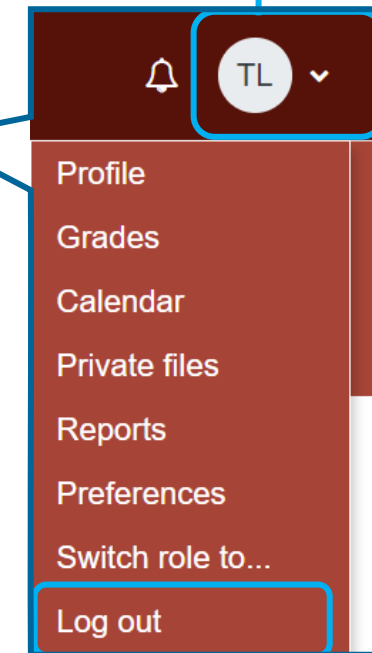 TL
Profile
Grades
Calendar
Private files
Reports
Preferences
Switch role to...
Log out